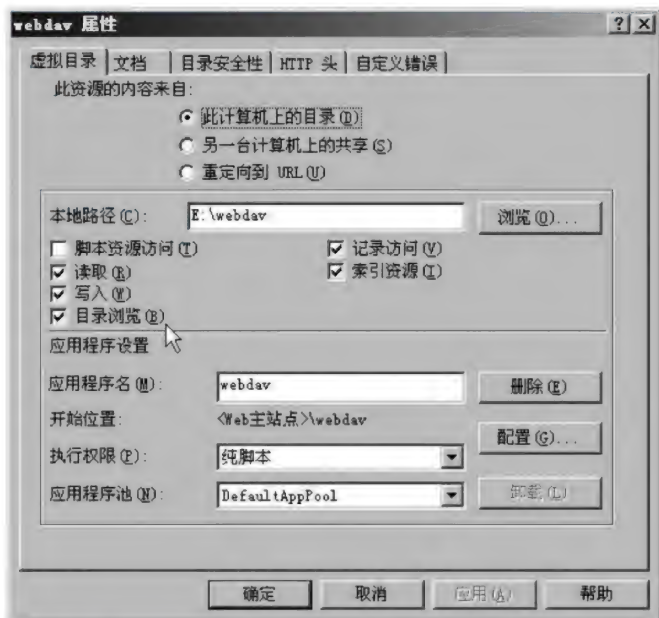 webdav 属性
虚拟目录 文档 目录安全性 HTTP 头 自定义错误
此资源的内容来自:
此计算机上的目录(D)
另一台计算机上的共享(S)
重定向到 URL(U)
本地路径(C): E:\webdav 浏览(O)...
脚本资源访问(T) 记录访问(V)
读取(R) 索引资源(I)
写入(W)
目录浏览(B)
应用程序设置
应用程序名(M): webdav 删除(E)
开始位置: <Web主站点>\webdav
配置(G)...
执行权限(P): 纯脚本
应用程序池(N): DefaultAppPool 卸载(L)
确定 取消 应用(A) 帮助